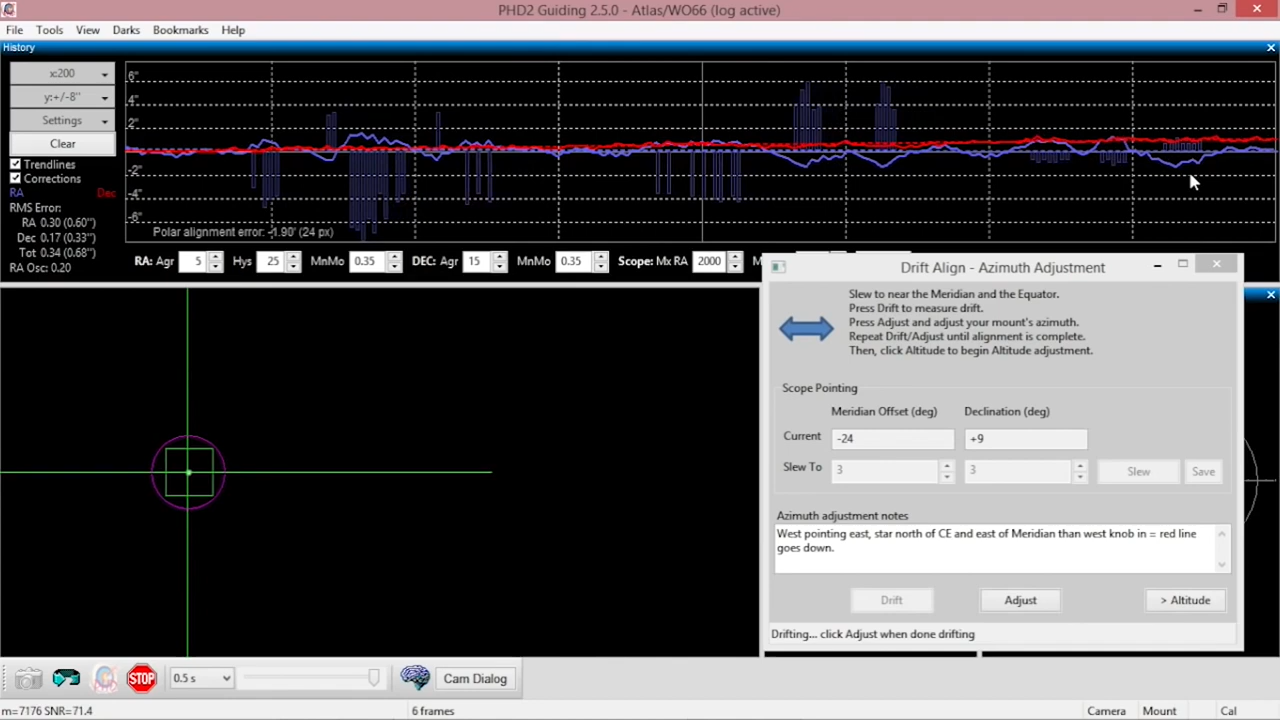 PHD2 Guiding 2.5.0 - Atlas/WO66 (log active)
File Tools View Darks Bookmarks Help
History
x:200
y:+/-8"
Settings
Clear
Trendlines
Corrections
RA Dec
RMS Error:
RA 0.30 (0.60")
Dec 0.17 (0.33")
Tot 0.34 (0.68")
RA Osc: 0.20
6"
4"
2"
-2"
-4"
-6"
Polar alignment error: -1.90' (24 px)
RA: Agr 5 Hys 25 MnMo 0.35 DEC: Agr 15 MnMo 0.35 Scope: Mx RA 2000
Drift Align - Azimuth Adjustment
Slew to near the Meridian and the Equator.
Press Drift to measure drift.
Press Adjust and adjust your mount's azimuth.
Repeat Drift/Adjust until alignment is complete.
Then, click Altitude to begin Altitude adjustment.
Scope Pointing
Meridian Offset (deg) Declination (deg)
Current -24 +9
Slew To 3 3 Slew Save
Azimuth adjustment notes
West pointing east, star north of CE and east of Meridian than west knob in = red line
goes down.
Drift Adjust > Altitude
Drifting... click Adjust when done drifting
STOP 0.5 s Cam Dialog
m=7176 SNR=71.4 6 frames Camera Mount Cal